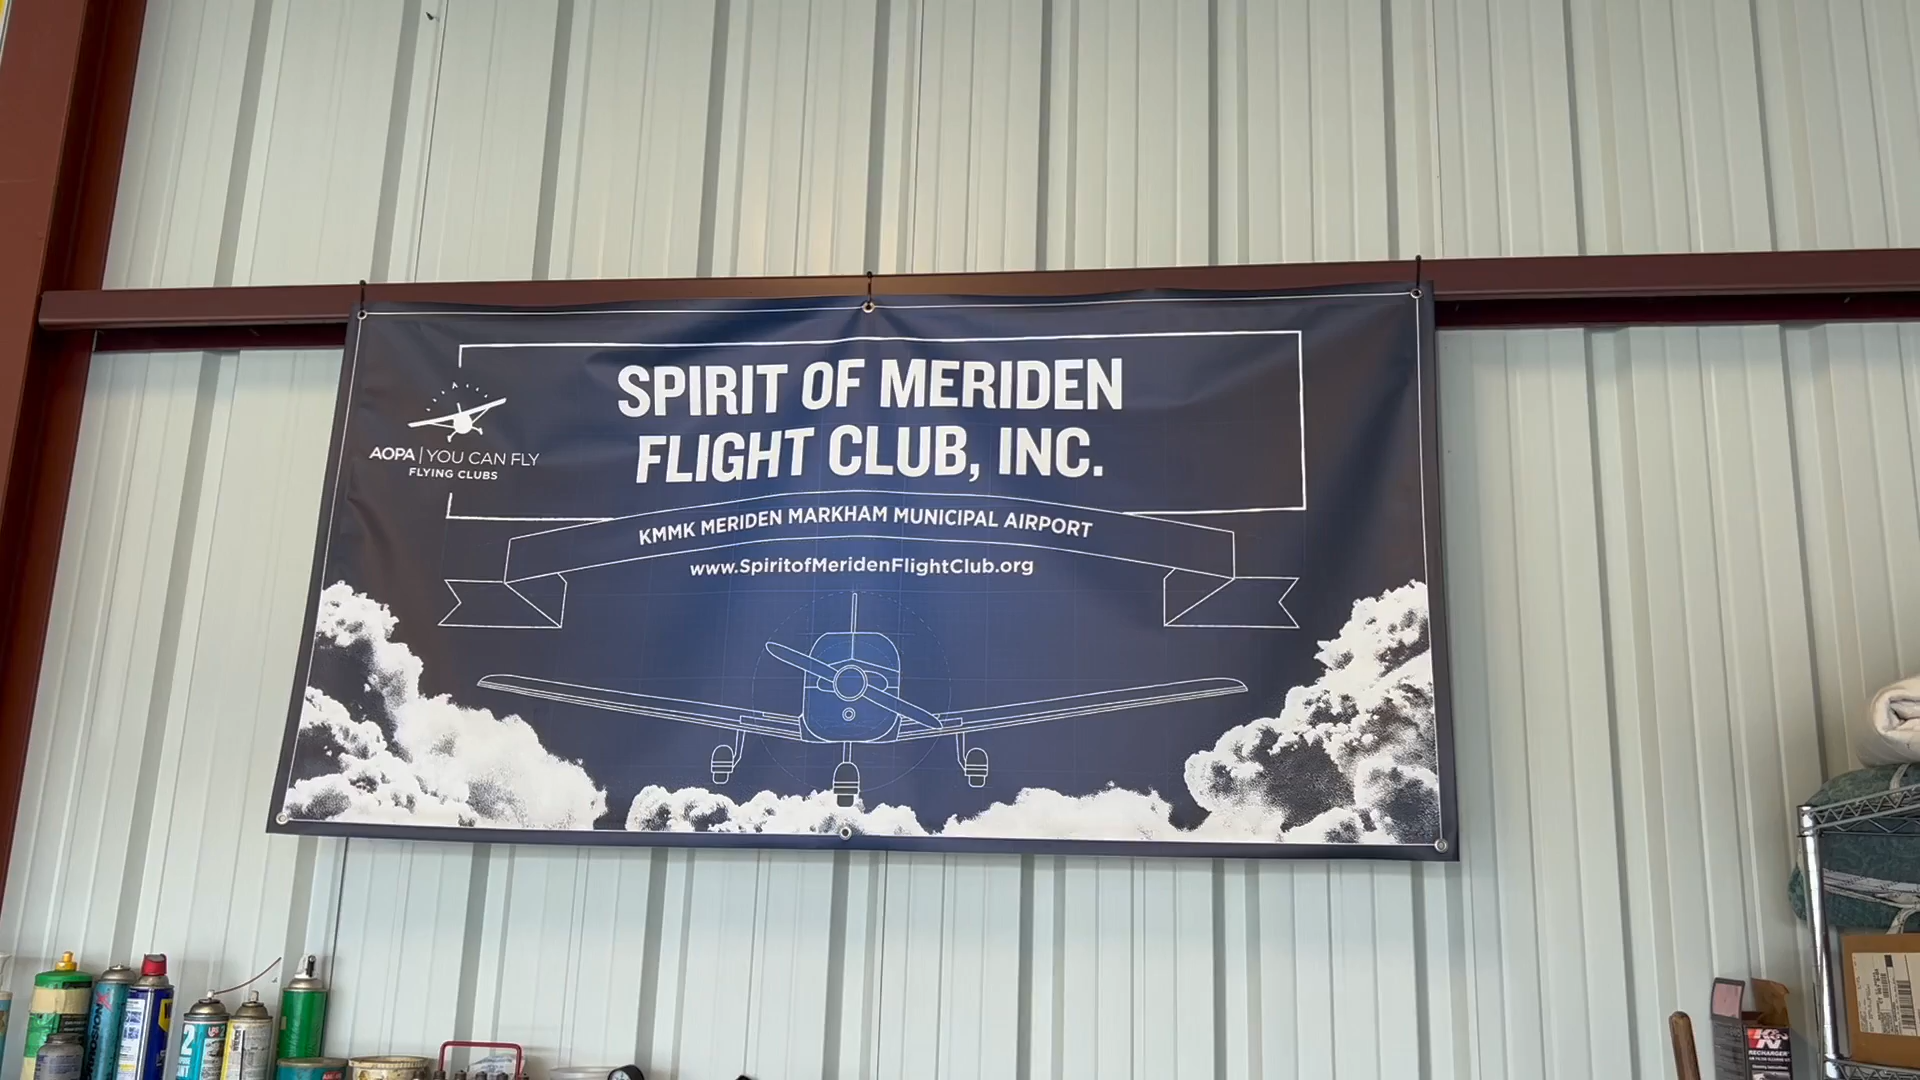 SPIRIT OF MERIDEN
FLIGHT CLUB, INC.
AOPA | YOU CAN FLY
FLYING CLUBS
KMMK MERIDEN MARKHAM MUNICIPAL AIRPORT
www.SpiritofMeridenFlightClub.org
K&N
RECHARGER